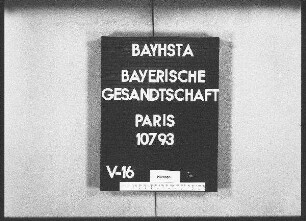 BAYHSTA
BAYERISCHE
GESANDTSCHAFT
PARIS
10793
V-16